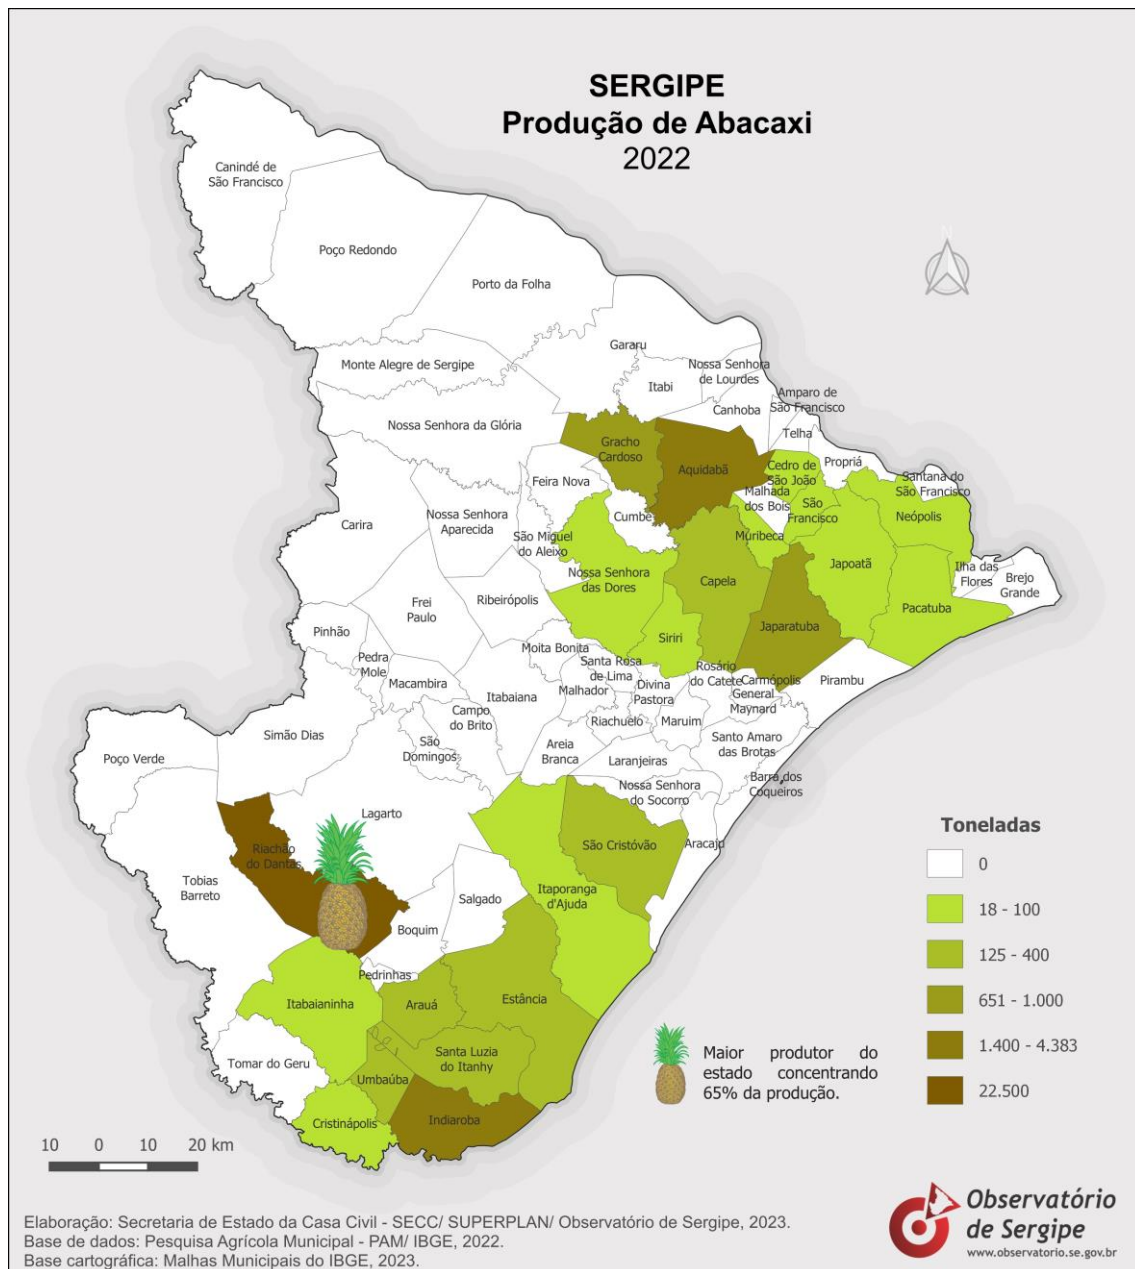 SERGIPE
Produção de Abacaxi
2022
N
Canindé de
São Francisco
Poço Redondo
Porto da Folha
Gararu
Monte Alegre de Sergipe
Nossa Senhora
de Lourdes
Itabi
Amparo de
São Francisco
Canhoba
Nossa Senhora da Glória
Telha
Gracho
Cardoso
Aquidabã
Propriá
Cedro de
São João
Feira Nova
Santana do
São Francisco
Malhada
dos Bois
São
Francisco
Neópolis
Cumbe
Carira
Nossa Senhora
Aparecida
São Miguel
do Aleixo
Muribeca
Japoatã
Ilha das
Flores
Brejo
Grande
Nossa Senhora
das Dores
Capela
Frei
Paulo
Ribeirópolis
Pacatuba
Japaratuba
Pinhão
Siriri
Moita Bonita
Pedra
Mole
Santa Rosa
de Lima
Rosário
do Catete
Carmópolis
Pirambu
Macambira
Malhador
Divina
Pastora
General
Maynard
Itabaiana
Campo
do Brito
Riachuelo
Maruim
Simão Dias
São
Domingos
Areia
Branca
Santo Amaro
das Brotas
Poço Verde
Laranjeiras
Nossa Senhora
do Socorro
Barra dos
Coqueiros
Lagarto
Riachão
do Dantas
São Cristóvão
Aracaju
Tobias
Barreto
Itaporanga
d'Ajuda
Salgado
Boquim
Pedrinhas
Itabaianinha
Arauá
Estância
Tomar do Geru
Santa Luzia
do Itanhy
Umbaúba
Cristinápolis
Indiaroba
Toneladas
0
18 - 100
125 - 400
651 - 1.000
1.400 - 4.383
22.500
Maior produtor do
estado concentrando
65% da produção.
10 0 10 20 km
Elaboração: Secretaria de Estado da Casa Civil - SECC/ SUPERPLAN/ Observatório de Sergipe, 2023.
Base de dados: Pesquisa Agrícola Municipal - PAM/ IBGE, 2022.
Base cartográfica: Malhas Municipais do IBGE, 2023.
Observatório
de Sergipe
www.observatorio.se.gov.br